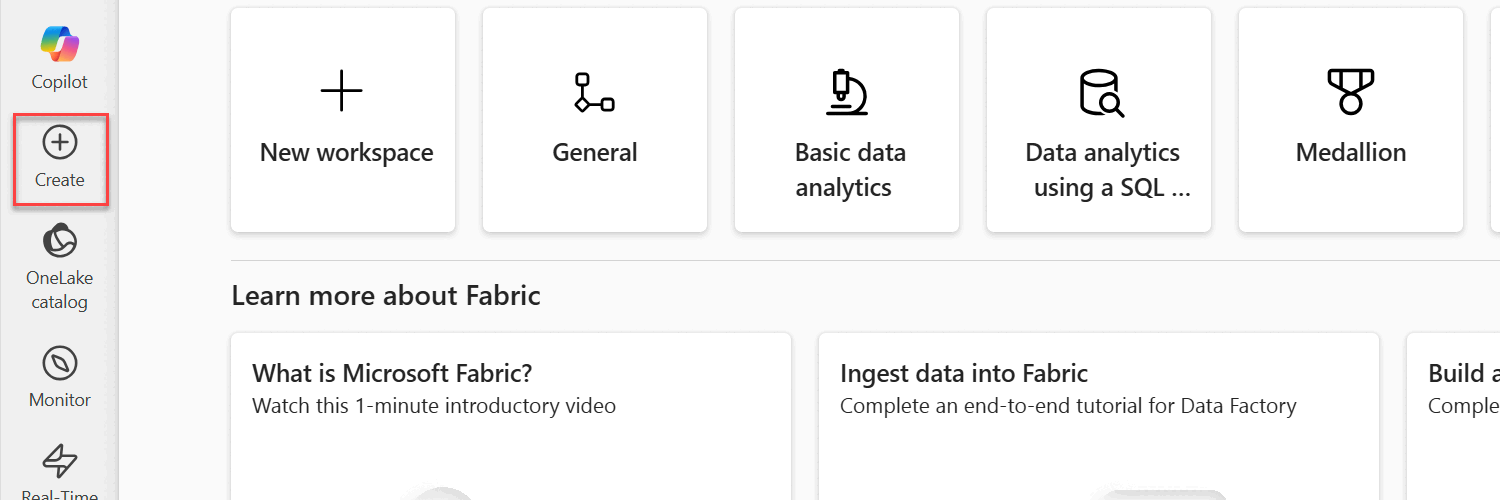 Copilot
Create
OneLake
catalog
Monitor
Real-Time
New workspace
General
Basic data
analytics
Data analytics
using a SQL ...
Medallion
Learn more about Fabric
What is Microsoft Fabric?
Watch this 1-minute introductory video
Ingest data into Fabric
Complete an end-to-end tutorial for Data Factory
Build a
Comple